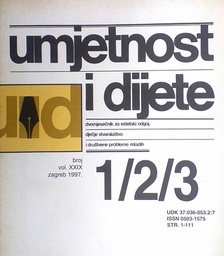 umjetnost
i dijete
uid
dvomjesečnik za estetski odgoj,
dječje stvaralaštvo
i društvene probleme mladih
broj
vol. XXIX
zagreb 1997.
1/2/3
UDK 37.036-053.2:7
ISSN 0503-1575
STR. 1-111